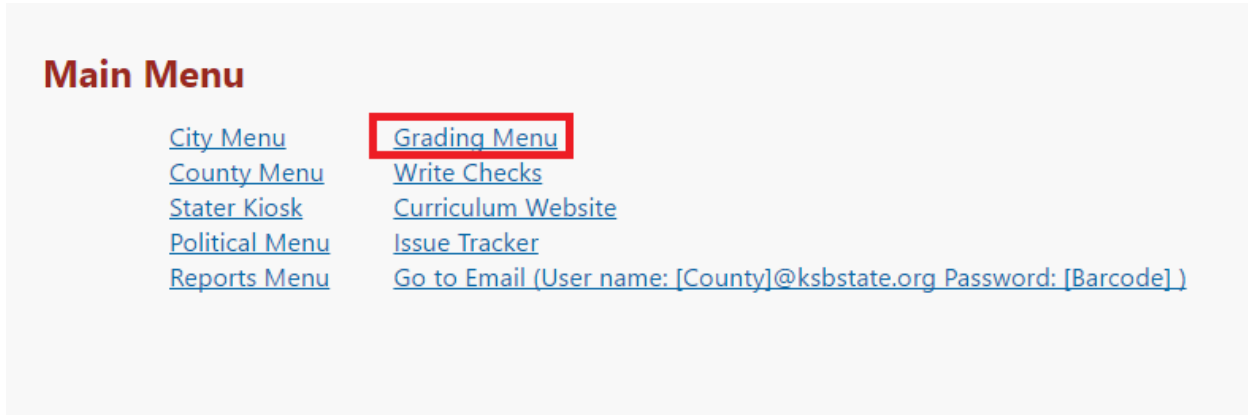 Main Menu
City Menu Grading Menu
County Menu Write Checks
Stater Kiosk Curriculum Website
Political Menu Issue Tracker
Reports Menu Go to Email (User name: [County]@ksbstate.org Password: [Barcode] )